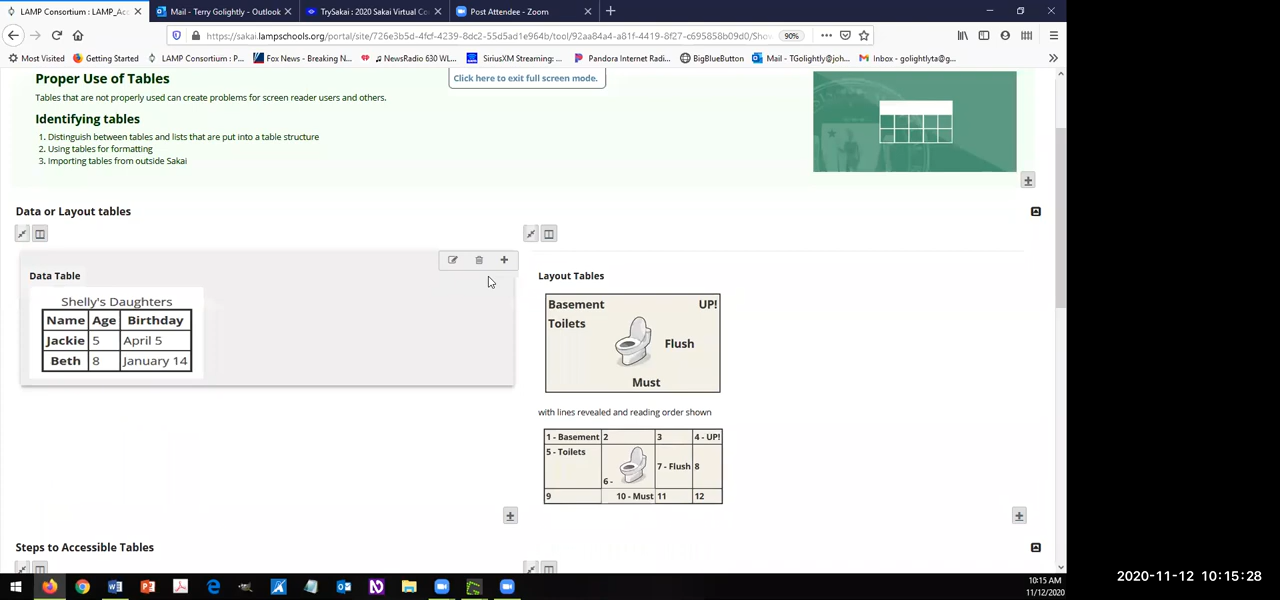 LAMP Consortium : LAMP_Acc
Mail - Terry Golightly - Outlook
TrySakai : 2020 Sakai Virtual Co
Post Attendee - Zoom
https://sakai.lampschools.org/portal/site/726e3b5d-4fcf-4239-8dc2-55d5ad1e964b/tool/92aa84a4-a81f-4419-8f27-c695858b09d0/Sho
90%
Most Visited
Getting Started
LAMP Consortium : P...
Fox News - Breaking N...
NewsRadio 630 WL...
SiriusXM Streaming: ...
Pandora Internet Radi...
BigBlueButton
Mail - TGolightly@joh...
Inbox - golightlyta@g...
Click here to exit full screen mode.
Proper Use of Tables
Tables that are not properly used can create problems for screen reader users and others.
Identifying tables
1. Distinguish between tables and lists that are put into a table structure
2. Using tables for formatting
3. Importing tables from outside Sakai
Data or Layout tables
Data Table
Shelly's Daughters
Name Age Birthday
Jackie 5 April 5
Beth 8 January 14
Layout Tables
Basement UP!
Toilets
Flush
Must
with lines revealed and reading order shown
1 - Basement 2 3 4 - UP!
5 - Toilets 6 - 7 - Flush 8
9 10 - Must 11 12
Steps to Accessible Tables
10:15 AM
11/12/2020
2020-11-12 10:15:28